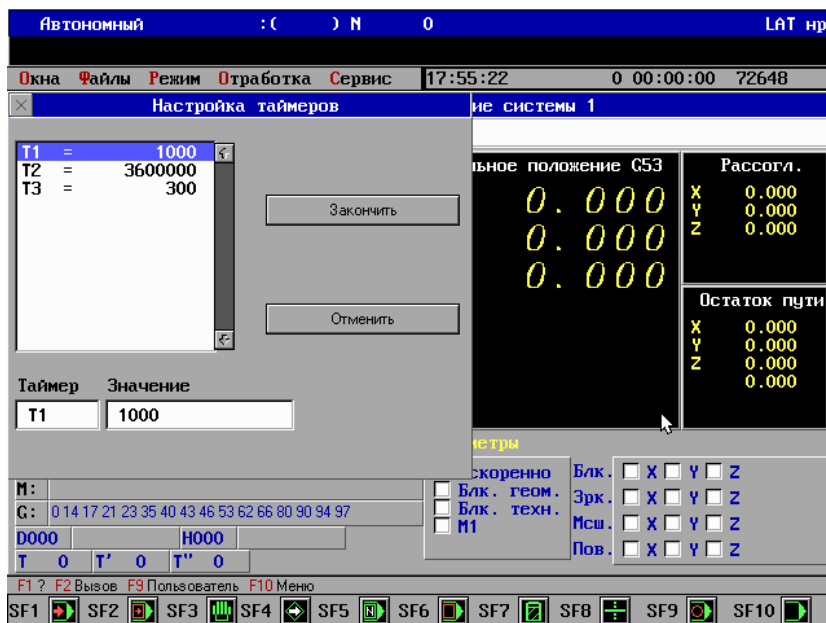 Автономный :( ) N 0 LAT нр
Окна Файлы Режим Отработка Сервис 17:55:22 0 00:00:00 72648
Настройка таймеров
ие системы 1
T1 = 1000
T2 = 3600000
T3 = 300
Закончить
Отменить
Таймер Значение
T1 1000
ьное положение G53
0.000
0.000
0.000
Рассогл.
X 0.000
Y 0.000
Z 0.000
Остаток пути
X 0.000
Y 0.000
Z 0.000
0.000
метры
скоренно
Блк. геом.
Блк. техн.
M1
Блк. X Y Z
Зрк. X Y Z
Мсш. X Y Z
Пов. X Y Z
M:
G: 0 14 17 21 23 35 40 43 46 53 62 66 80 90 94 97
D000 H000
T 0 T' 0 T" 0
F1 ? F2 Вызов F9 Пользователь F10 Меню
SF1 SF2 SF3 SF4 SF5 N SF6 SF7 SF8 SF9 SF10